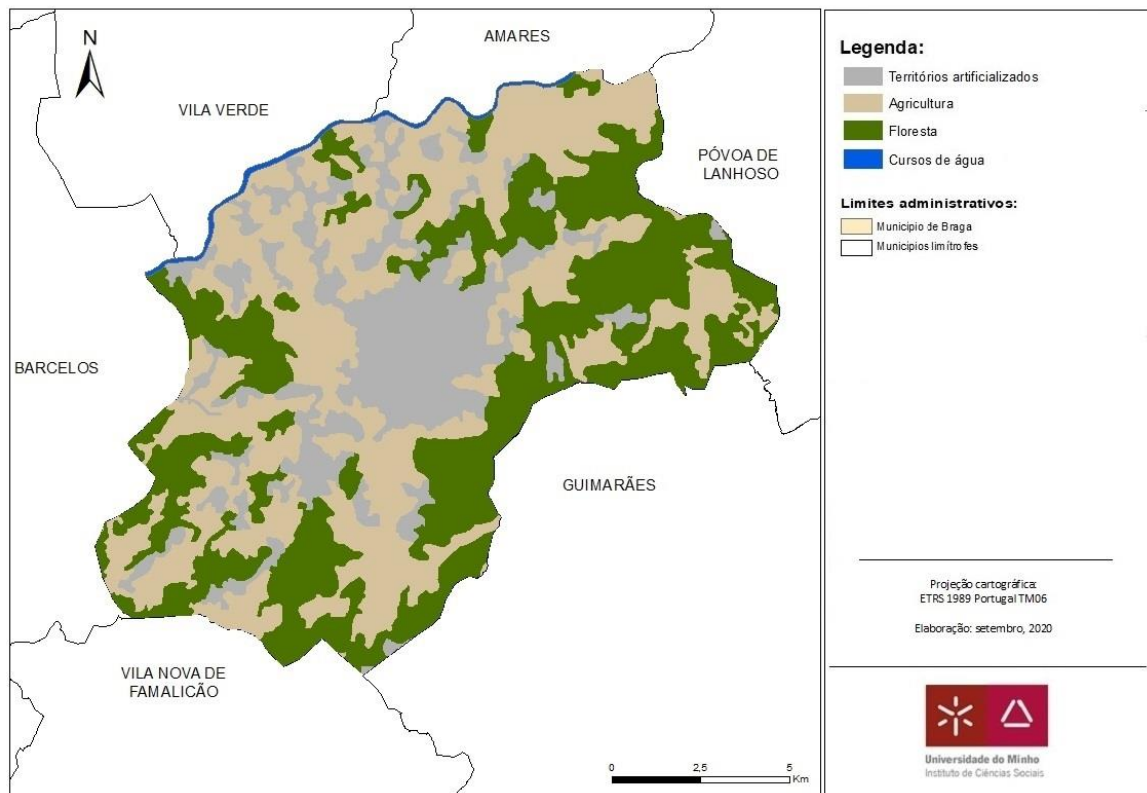 N
AMARES
VILA VERDE
PÓVOA DE
LANHOSO
BARCELOS
GUIMARÃES
VILA NOVA DE
FAMALICÃO
0 2,5 5
Km
Legenda:
Territórios artificializados
Agricultura
Floresta
Cursos de água
Limites administrativos:
Município de Braga
Municípios limítrofes
Projeção cartográfica:
ETRS 1989 Portugal TM06
Elaboração: setembro, 2020
Universidade do Minho
Instituto de Ciências Sociais